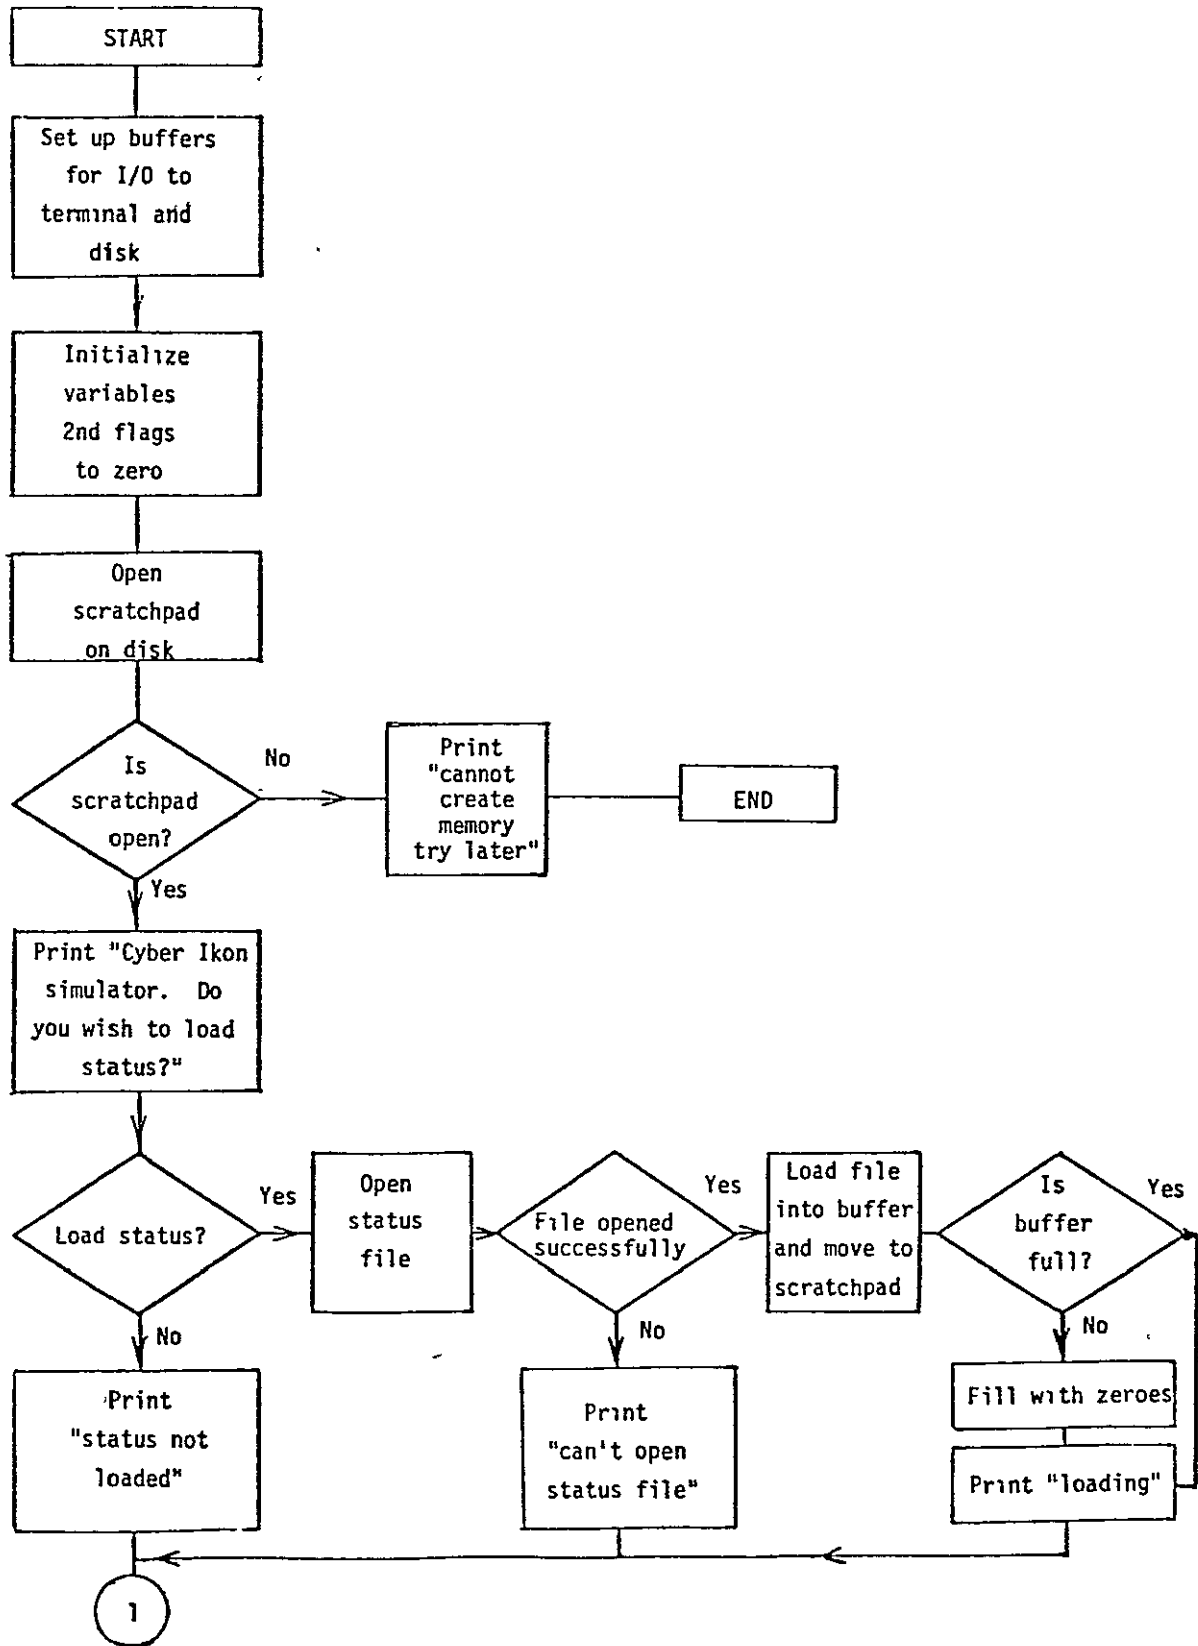 START
Set up buffers
for I/O to
terminal and
disk
Initialize
variables
2nd flags
to zero
Open
scratchpad
on disk
Is
scratchpad
open?
No
Print
"cannot
create
memory
try later"
END
Yes
Print "Cyber Ikon
simulator. Do
you wish to load
status?"
Load status?
Yes
Open
status
file
File opened
successfully
Yes
Load file
into buffer
and move to
scratchpad
Is
buffer
full?
Yes
No
Print
"status not
loaded"
No
Print
"can't open
status file"
No
Fill with zeroes
Print "loading"
1